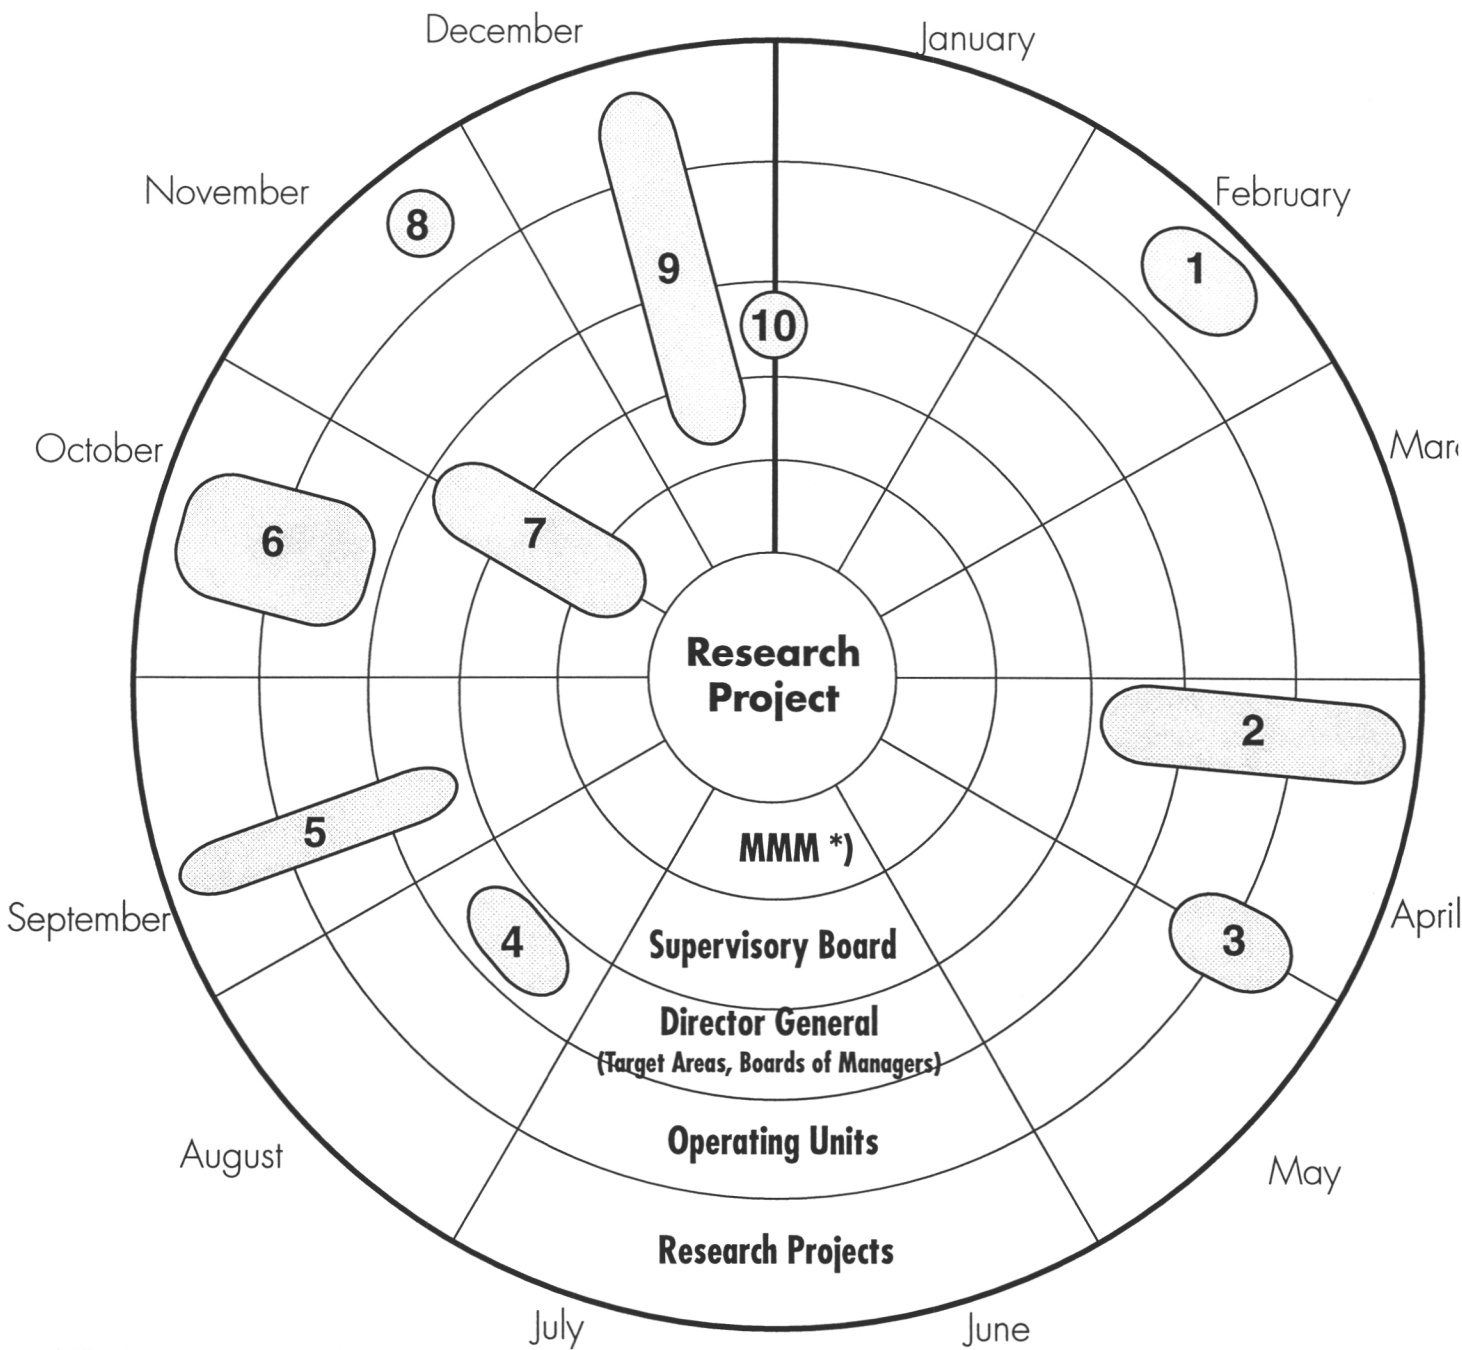 December
January
November
February
8
1
9
10
October
Marc
6
7
Research
Project
2
5
MMM *)
September
4
Supervisory Board
3
April
Director General
(Target Areas, Boards of Managers)
Operating Units
August
May
Research Projects
July
June